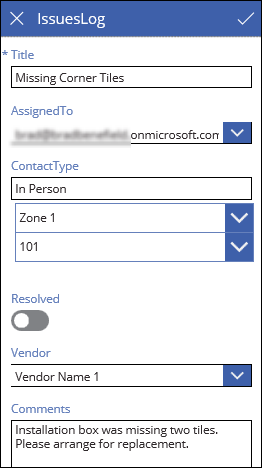 IssuesLog
* Title
Missing Corner Tiles
AssignedTo
.onmicrosoft.com
ContactType
In Person
Zone 1
101
Resolved
Vendor
Vendor Name 1
Comments
Installation box was missing two tiles.
Please arrange for replacement.